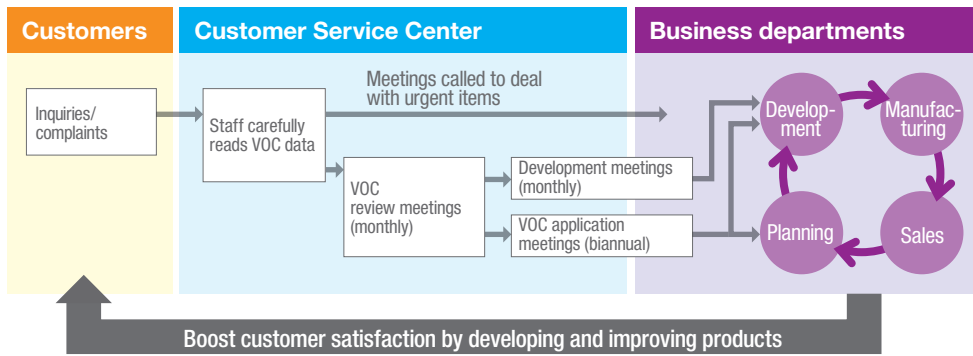 Customers
Customer Service Center
Business departments
Inquiries/
complaints
Staff carefully
reads VOC data
Meetings called to deal
with urgent items
VOC
review meetings
(monthly)
Development meetings
(monthly)
VOC application
meetings (biannual)
Develop-
ment
Manufac-
turing
Planning
Sales
Boost customer satisfaction by developing and improving products